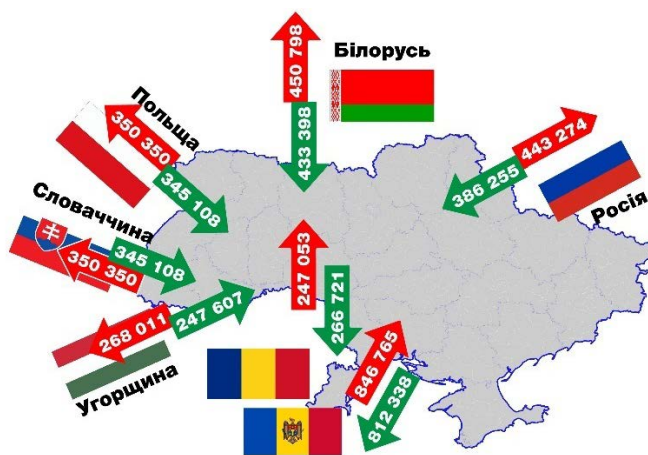 450 798
Білорусь
433 398
Польща
350 350
345 108
443 274
386 255
Росія
Словаччина
350 350
345 108
247 053
266 721
268 011
247 607
Угорщина
846 765
812 338